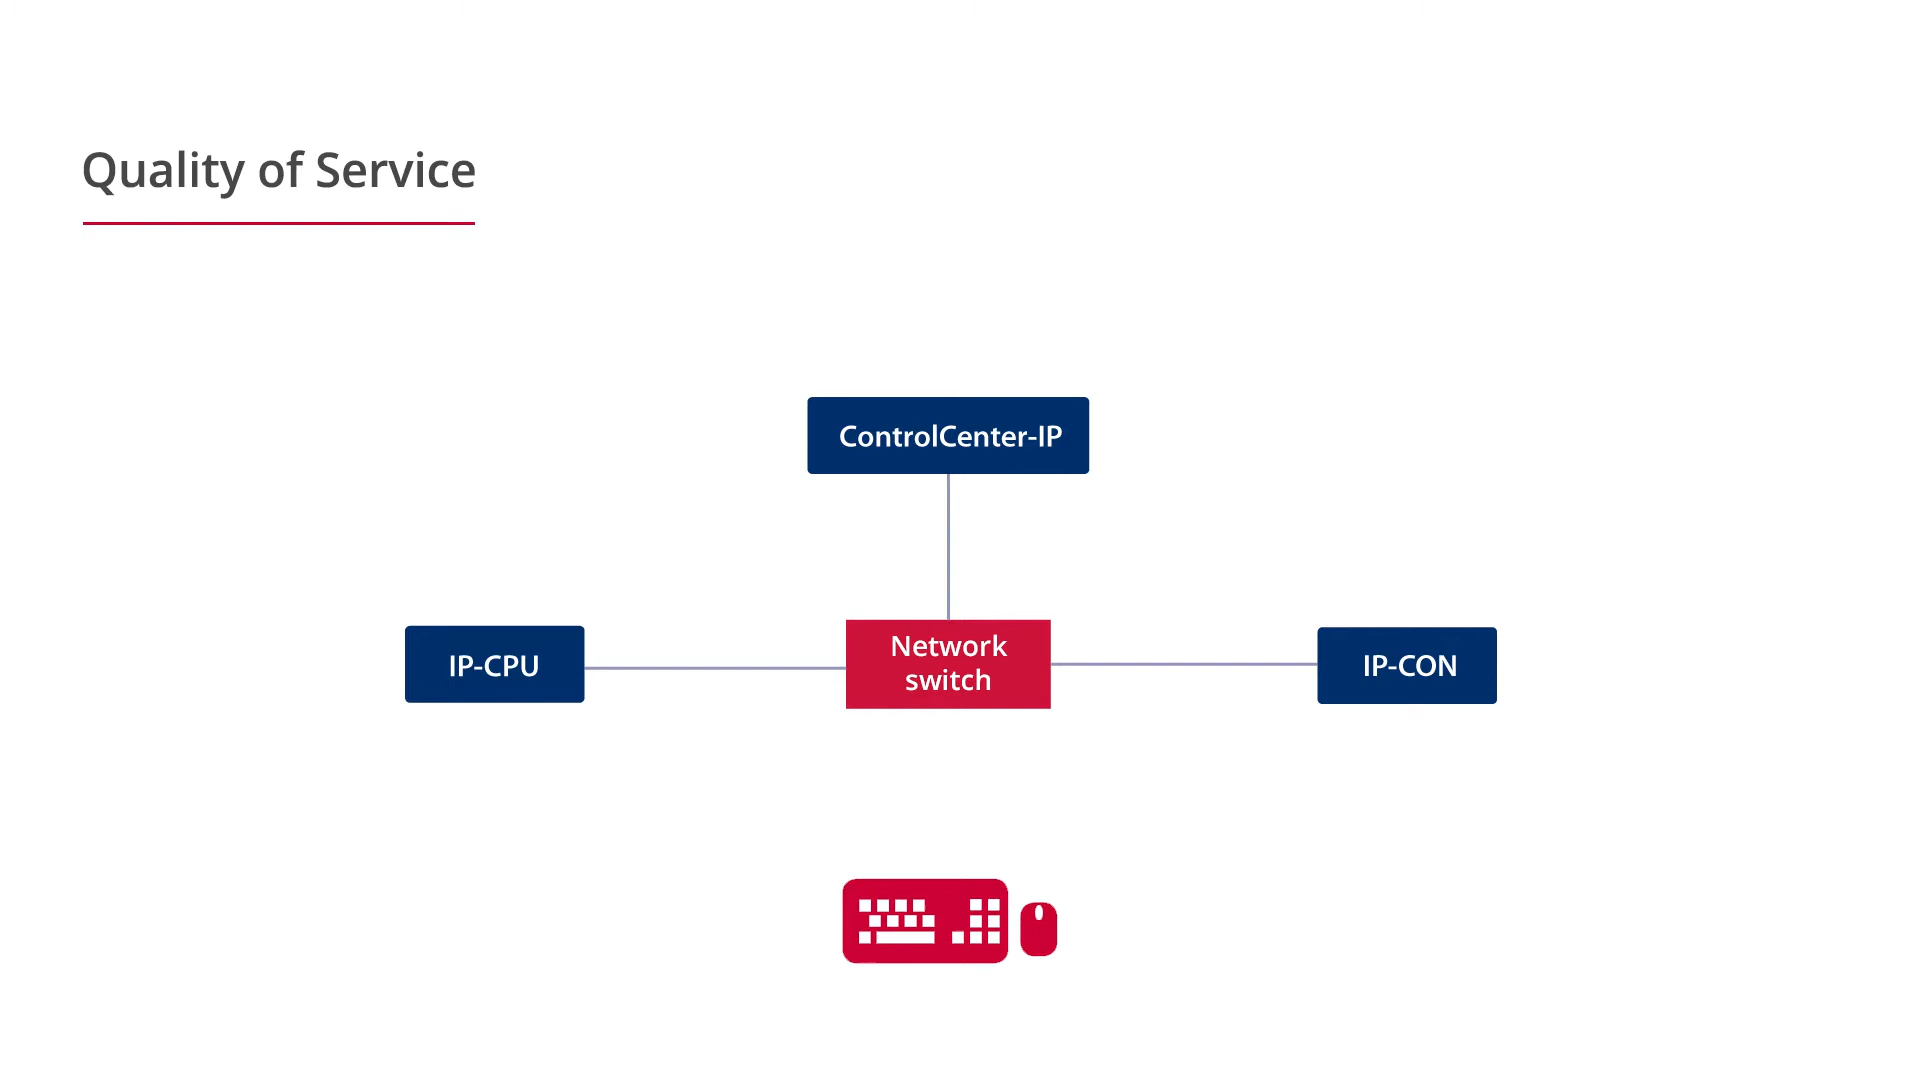 Quality of Service
ControlCenter-IP
IP-CPU
Network
switch
IP-CON